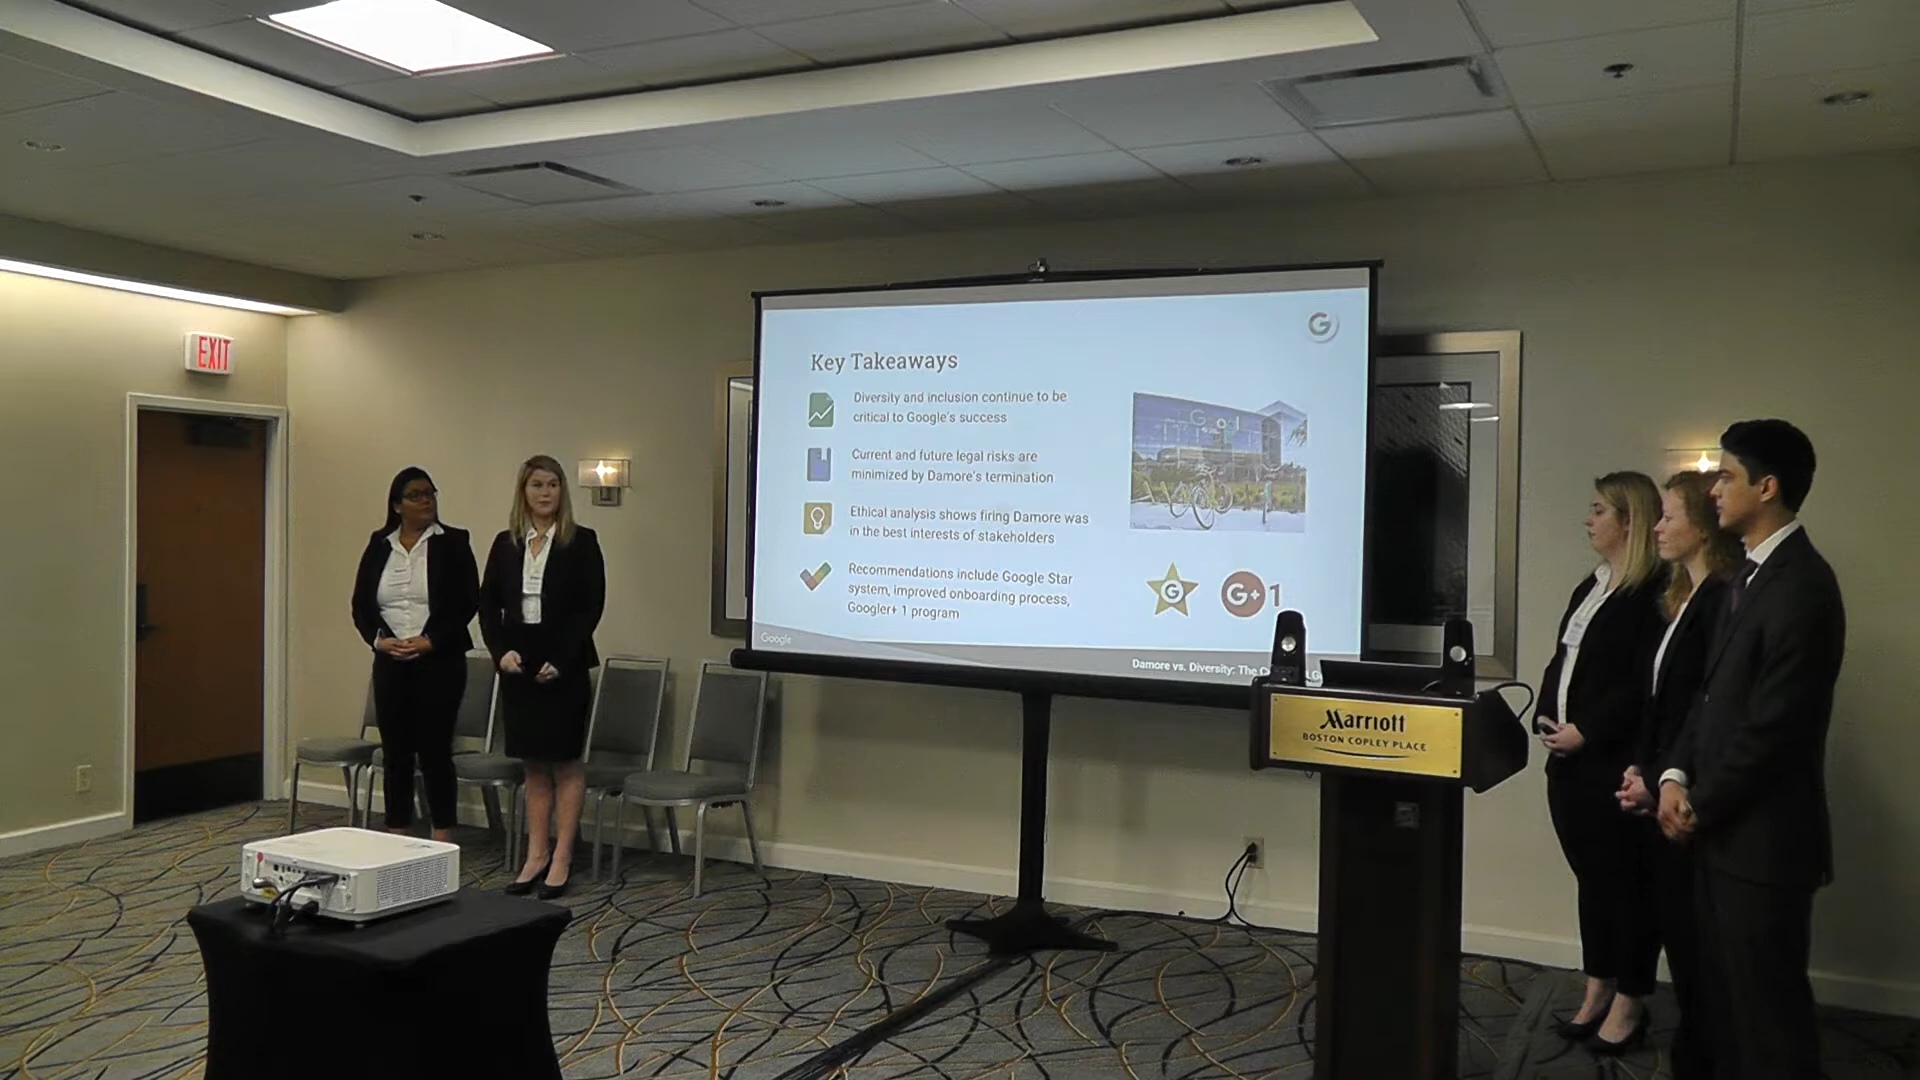 EXIT
G
Key Takeaways
Diversity and inclusion continue to be
critical to Google's success
Current and future legal risks are
minimized by Damore's termination
Ethical analysis shows firing Damore was
in the best interests of stakeholders
Recommendations include Google Star
system, improved onboarding process,
Googler+ 1 program
G
G+ 1
Google
Damore vs. Diversity: The
Marriott
BOSTON COPLEY PLACE